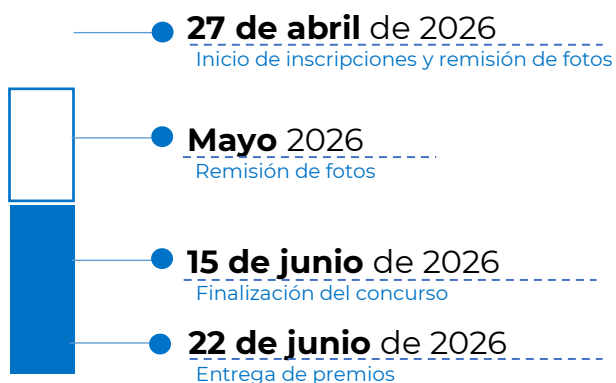 27 de abril de 2026
Inicio de inscripciones y remisión de fotos
Mayo 2026
Remisión de fotos
15 de junio de 2026
Finalización del concurso
22 de junio de 2026
Entrega de premios